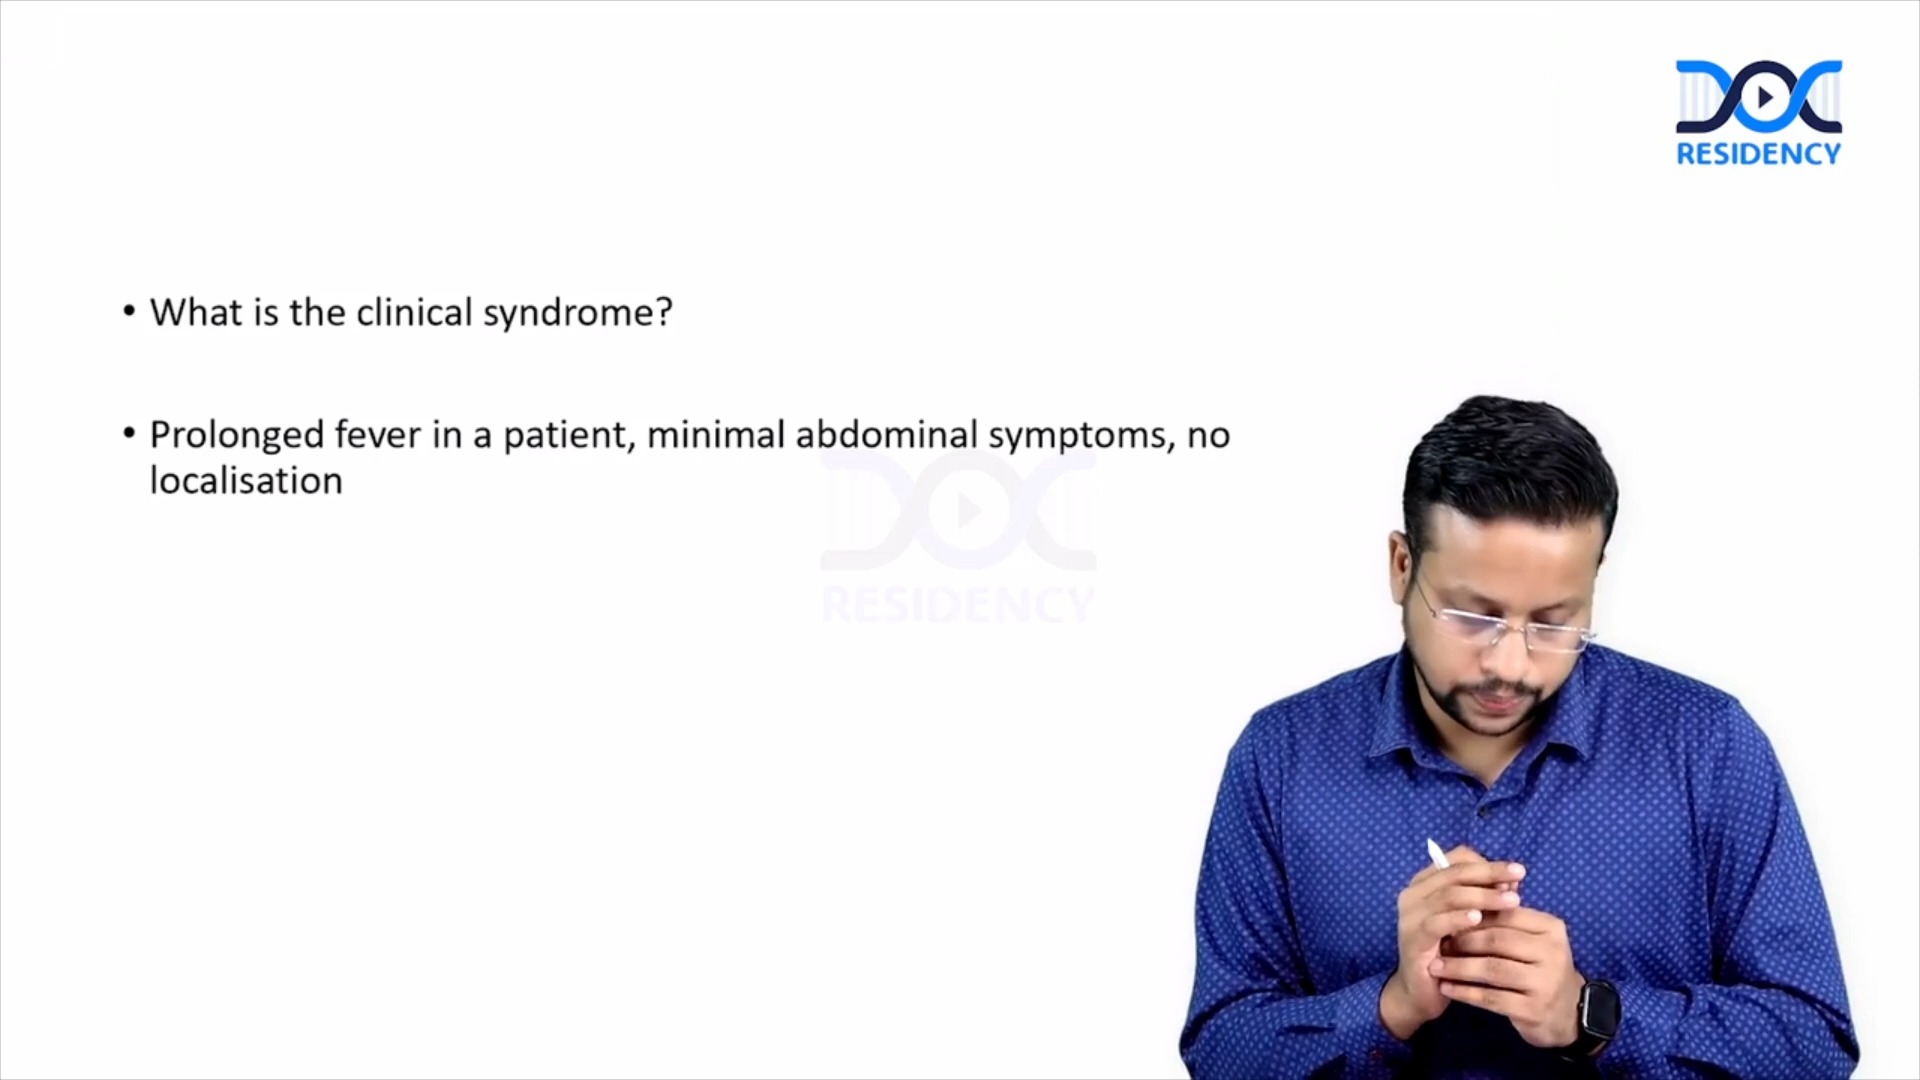 DOC
RESIDENCY
• What is the clinical syndrome?
• Prolonged fever in a patient, minimal abdominal symptoms, no
localisation
DOC
RESIDENCY